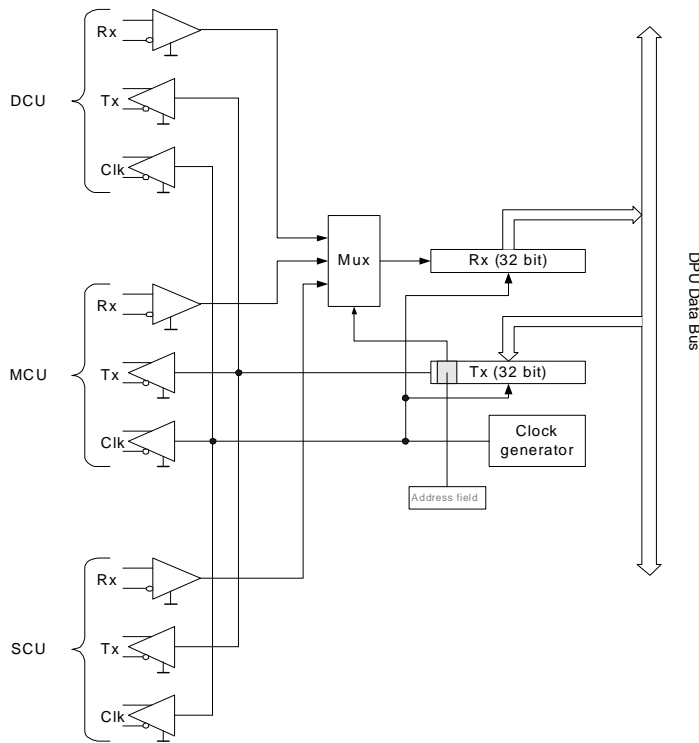 Rx
DCU
Tx
Clk
Mux
Rx (32 bit)
DPU Data Bus
Rx
MCU
Tx
Tx (32 bit)
Clk
Clock
generator
Address field
Rx
SCU
Tx
Clk